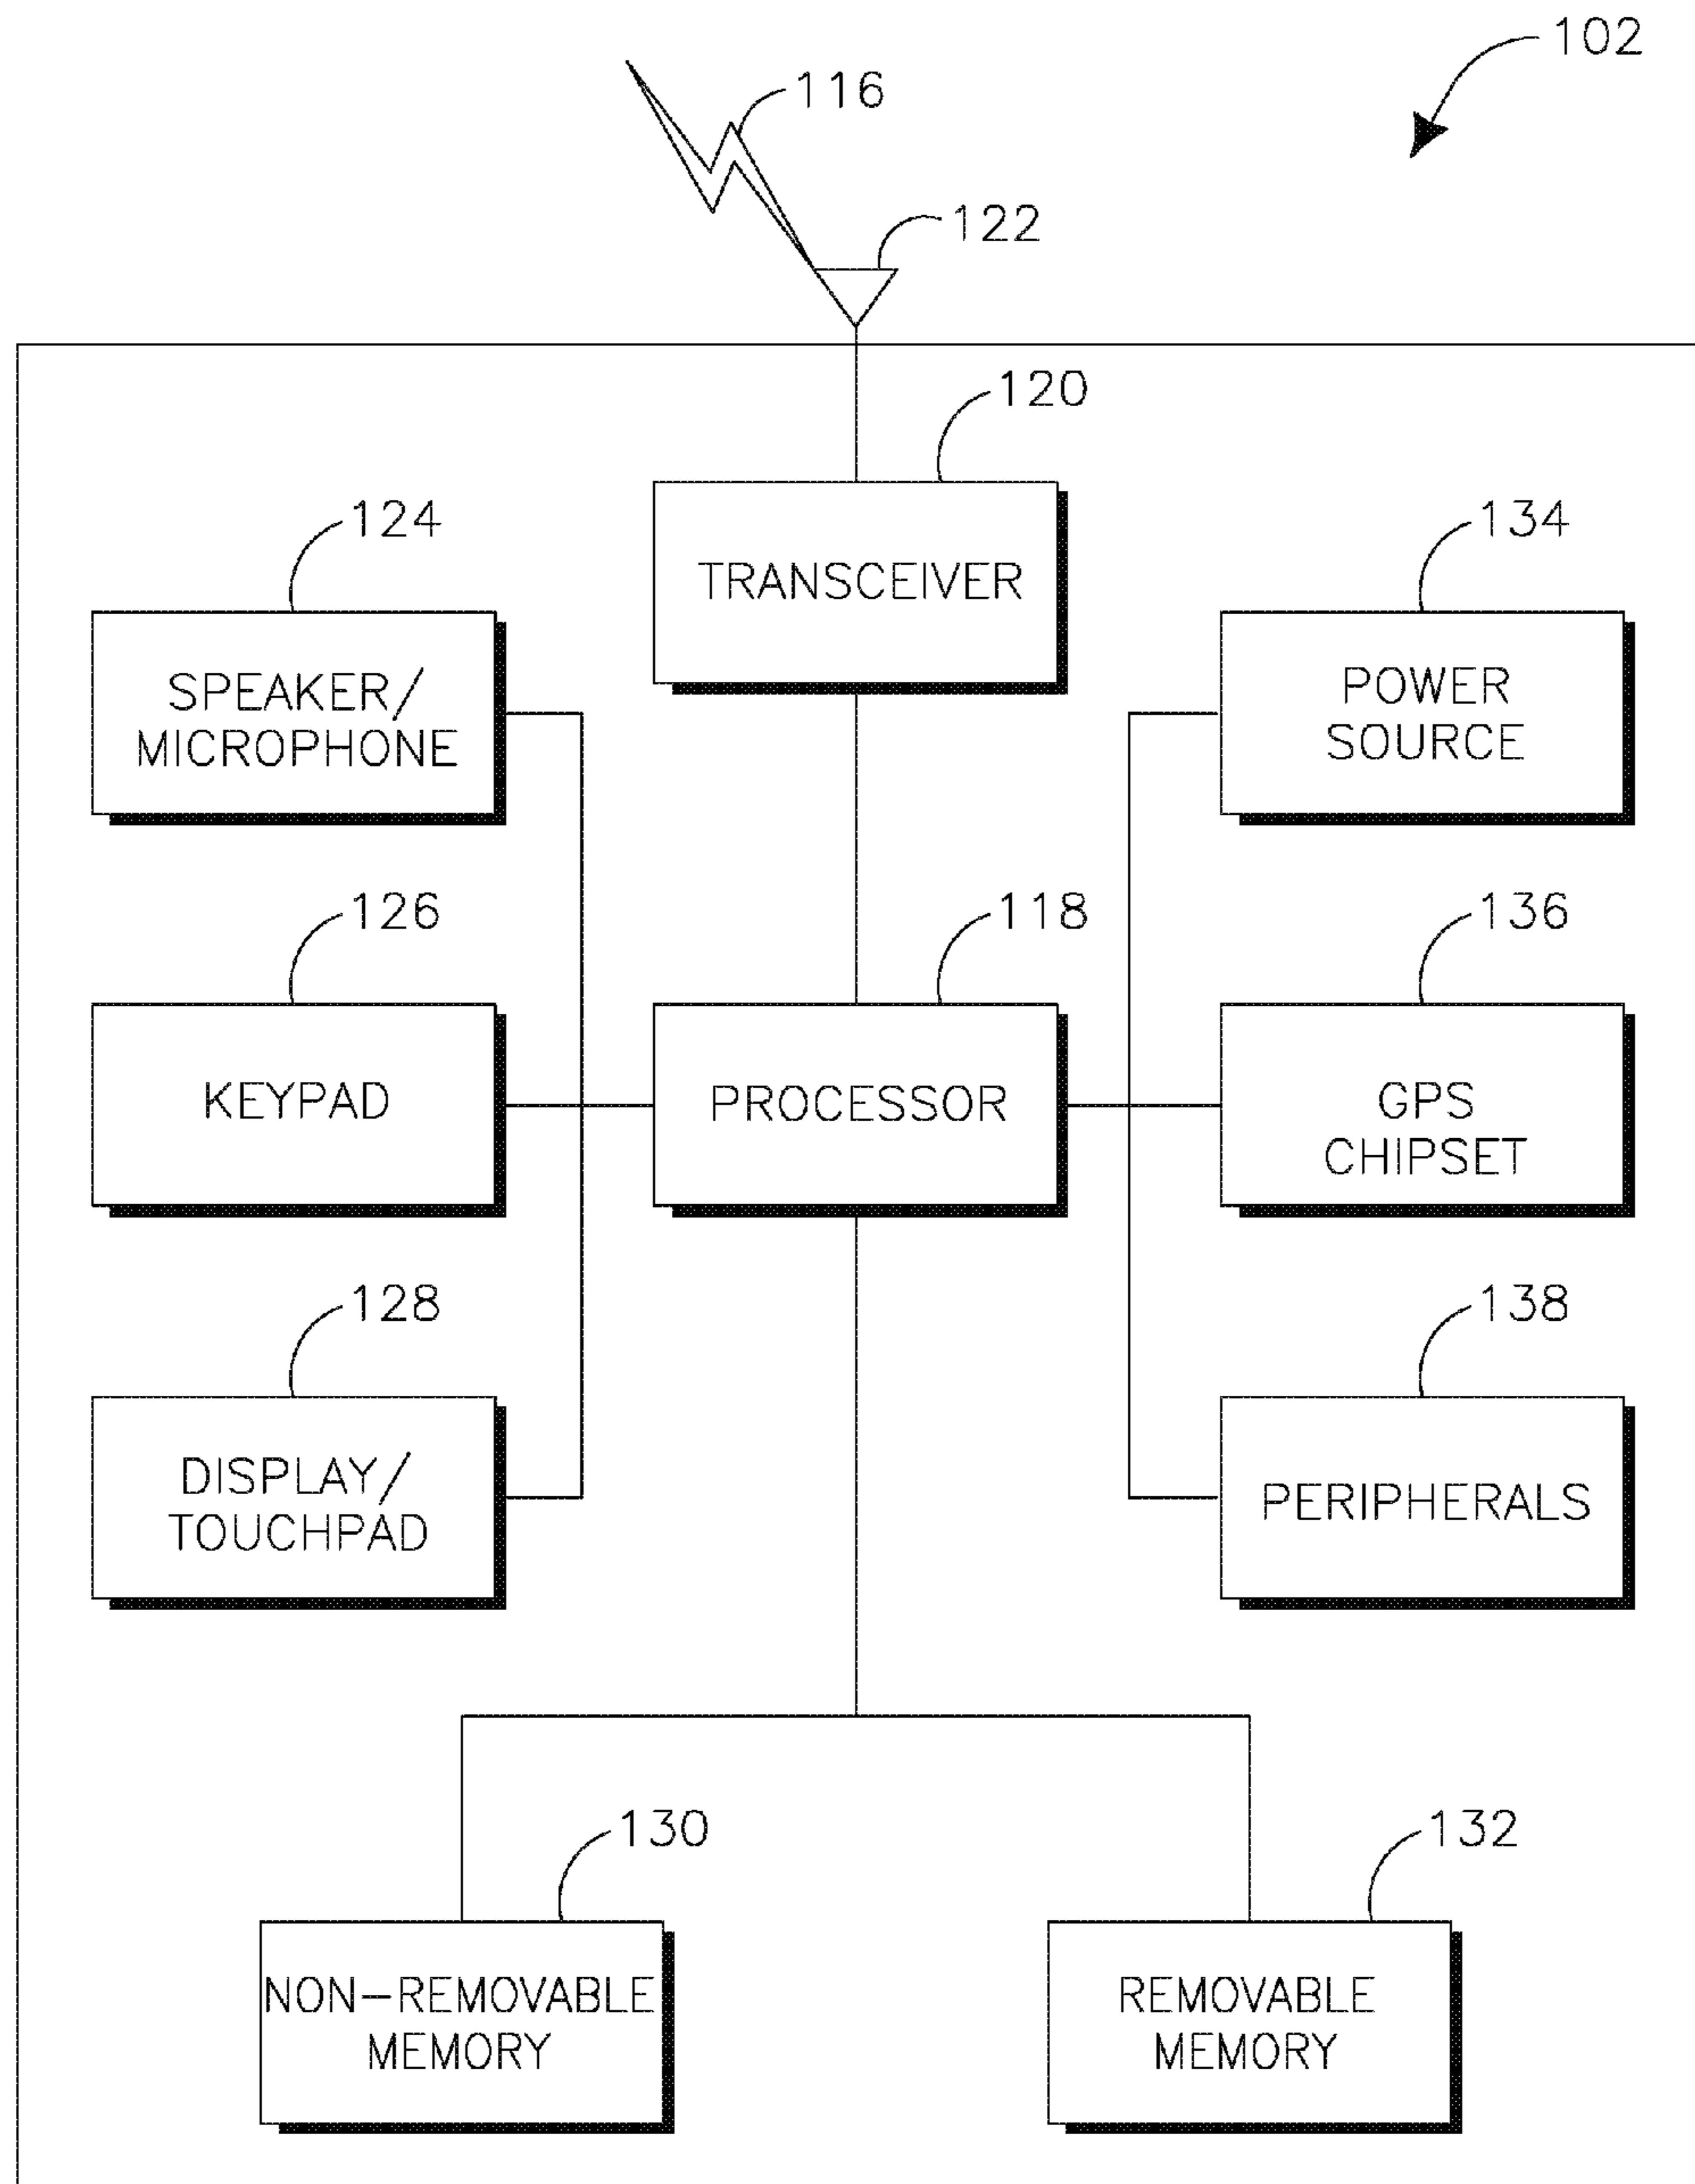 102
116
122
120
TRANSCEIVER
124
SPEAKER/
MICROPHONE
134
POWER
SOURCE
126
KEYPAD
118
PROCESSOR
136
GPS
CHIPSET
128
DISPLAY/
TOUCHPAD
138
PERIPHERALS
130
NON-REMOVABLE
MEMORY
132
REMOVABLE
MEMORY